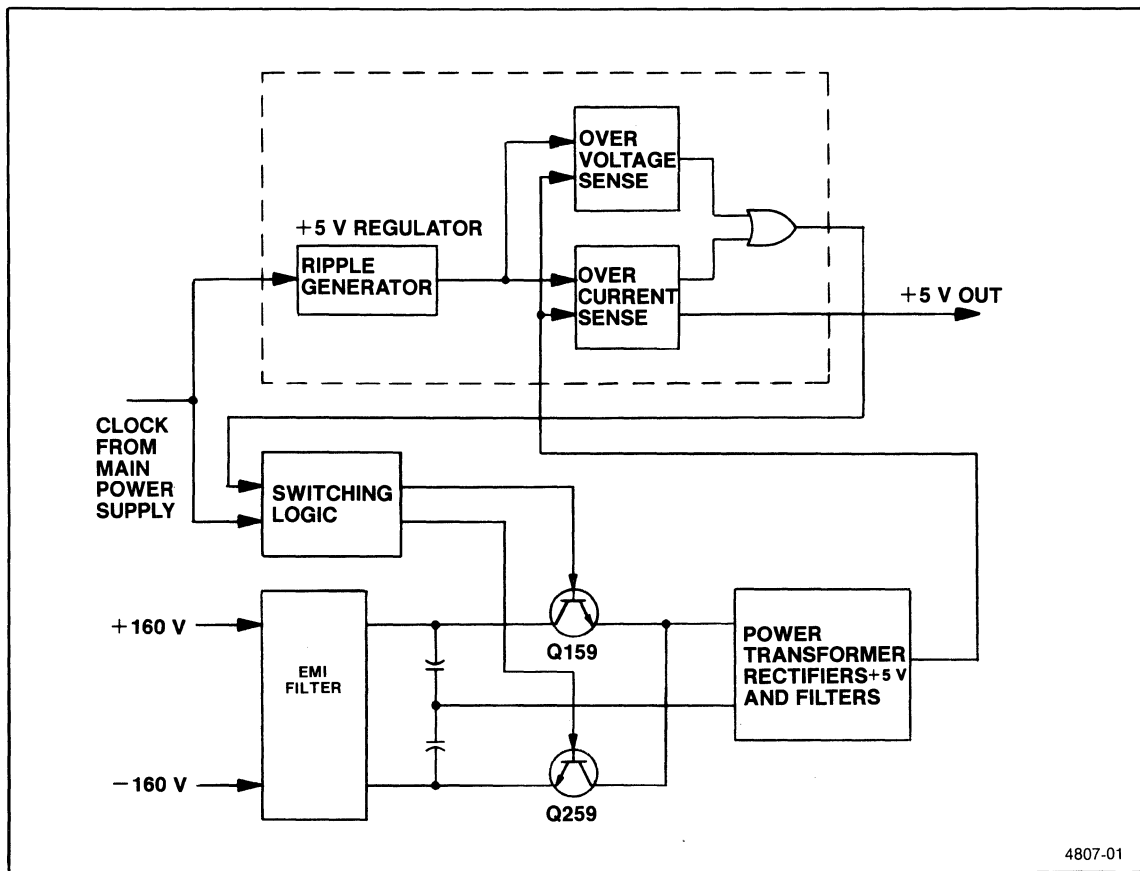 OVER
VOLTAGE
SENSE
+5 V REGULATOR
RIPPLE
GENERATOR
OVER
CURRENT
SENSE
+5 V OUT
CLOCK
FROM
MAIN
POWER
SUPPLY
SWITCHING
LOGIC
+160 V
EMI
FILTER
Q159
POWER
TRANSFORMER
RECTIFIERS+5 V
AND FILTERS
−160 V
Q259
4807-01